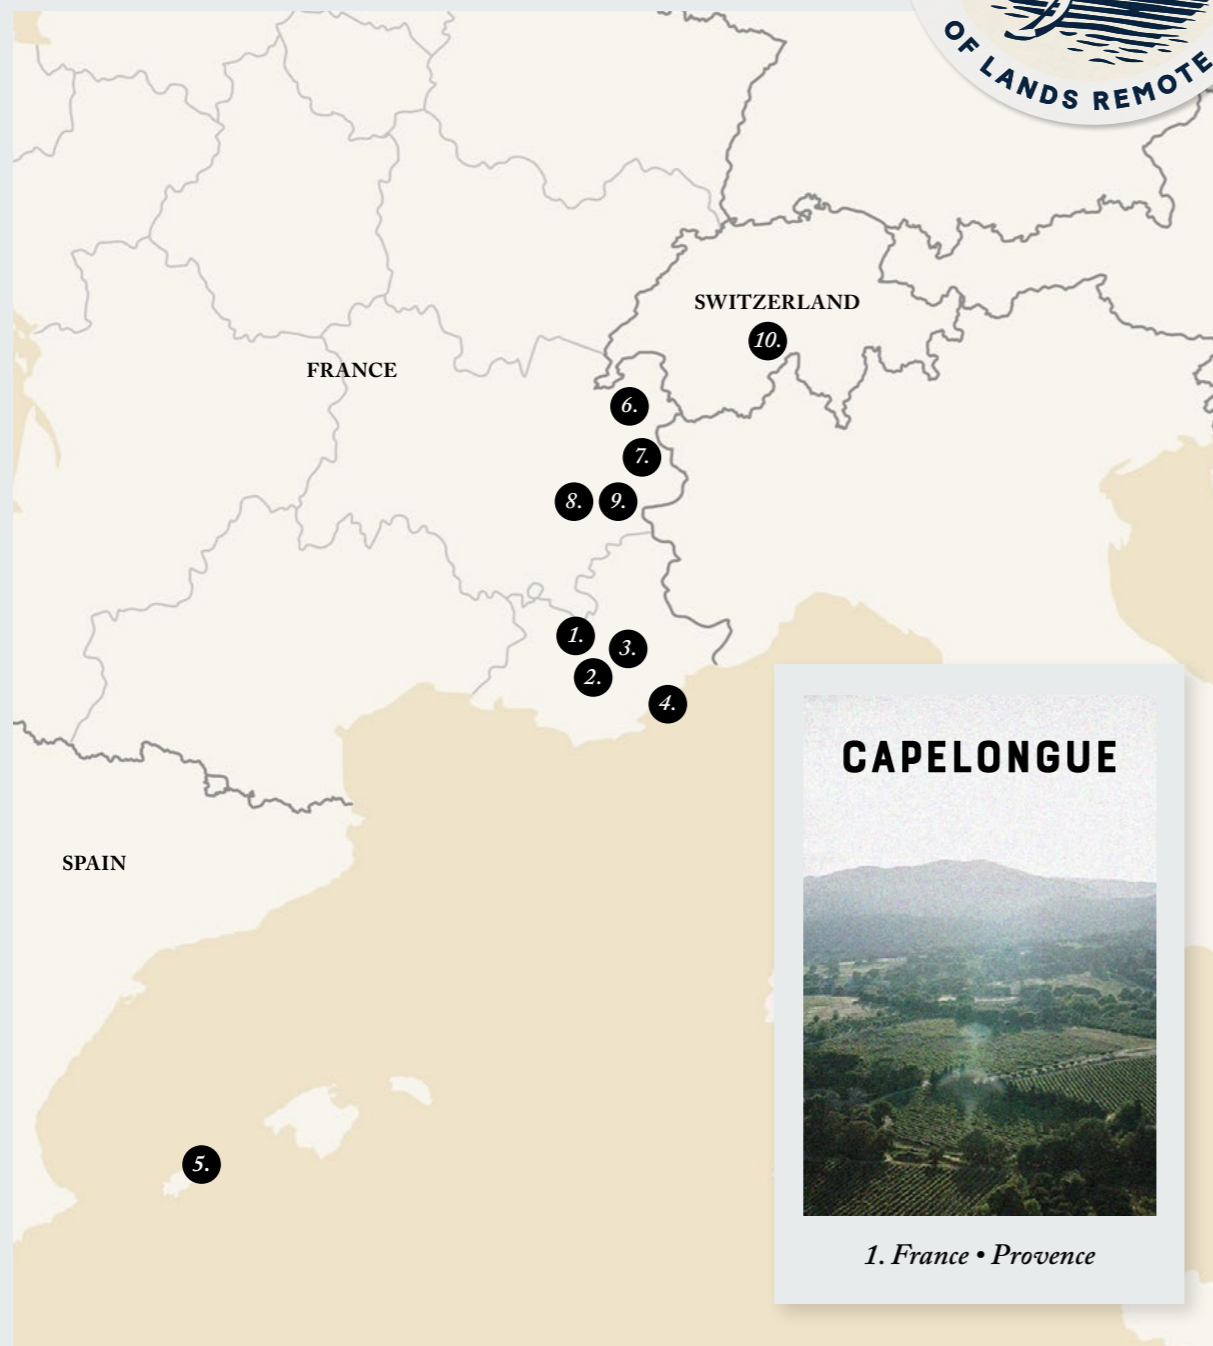 OF LANDS REMOTE
SWITZERLAND
10.
FRANCE
6.
7.
8. 9.
1.
3.
2.
4.
CAPELONGUE
SPAIN
5.
1. France • Provence